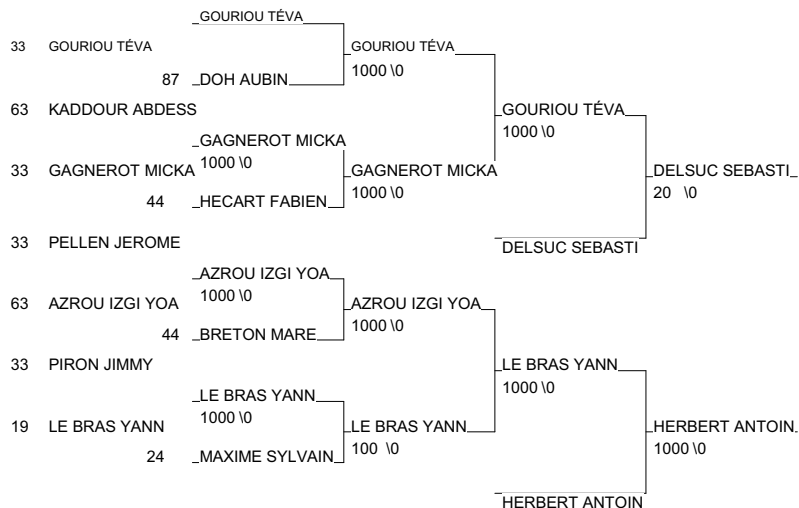 GOURIOU TÉVA
33 GOURIOU TÉVA GOURIOU TÉVA
1000 \0
87 DOH AUBIN
63 KADDOUR ABDESS GOURIOU TÉVA
1000 \0
GAGNEROT MICKA
1000 \0
33 GAGNEROT MICKA GAGNEROT MICKA DELSUC SEBASTI
1000 \0 20 \0
44 HECART FABIEN
33 PELLEN JEROME DELSUC SEBASTI
AZROU IZGI YOA
1000 \0
63 AZROU IZGI YOA AZROU IZGI YOA
1000 \0
44 BRETON MARE
33 PIRON JIMMY LE BRAS YANN
1000 \0
LE BRAS YANN
1000 \0
19 LE BRAS YANN LE BRAS YANN HERBERT ANTOIN
100 \0 1000 \0
24 MAXIME SYLVAIN
HERBERT ANTOIN